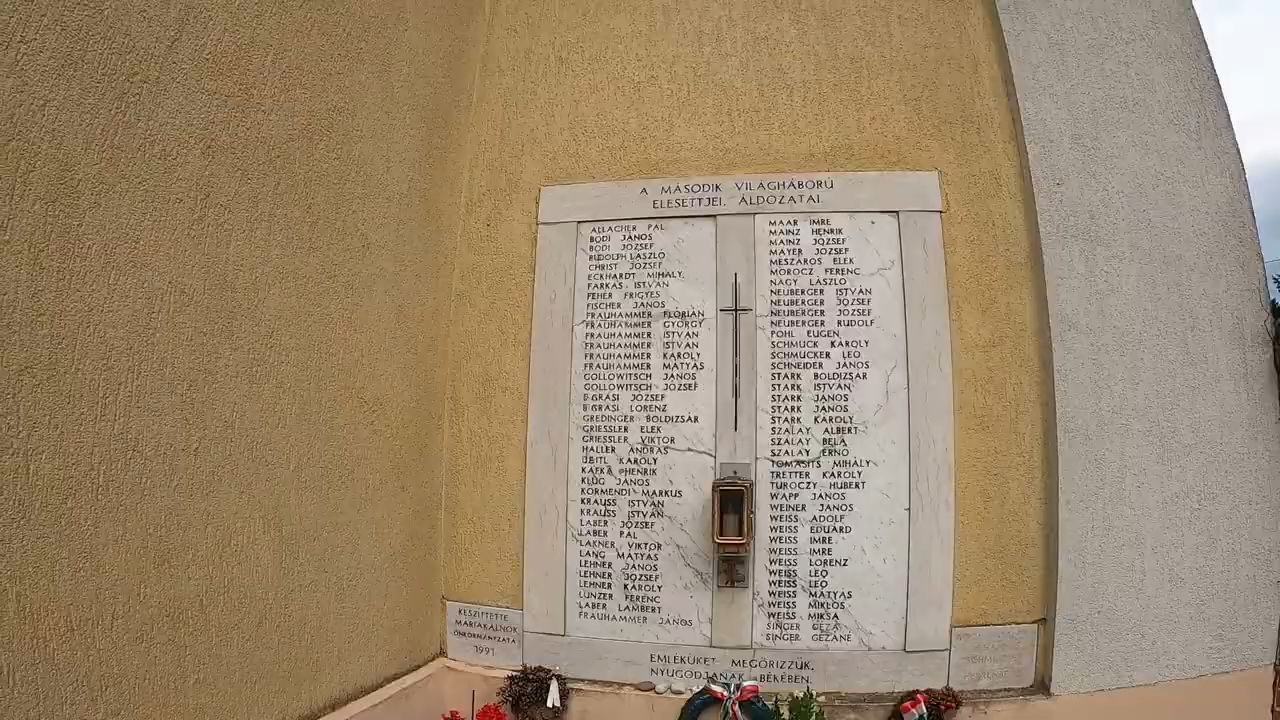 A MÁSODIK VILÁGHÁBORÚ
ELESETTJEI, ÁLDOZATAI.
ALLACHER PÁL
BÓDI JÁNOS
BÓDI JÓZSEF
RUDOLPH LÁSZLÓ
CHRIST JÓZSEF
ECKHARDT MIHÁLY
FARKAS ISTVÁN
FEHÉR FRIGYES
FISCHER JÁNOS
FRAUHAMMER FLÓRIÁN
FRAUHAMMER GYÖRGY
FRAUHAMMER ISTVÁN
FRAUHAMMER ISTVÁN
FRAUHAMMER KÁROLY
FRAUHAMMER MÁTYÁS
GOLLOWITSCH JÁNOS
GOLLOWITSCH JÓZSEF
GRÁSI JÓZSEF
GRÁSI LORENZ
GREDINGER BOLDIZSÁR
GRIESSLER ELEK
GRIESSLER VIKTOR
HALLER ANDRÁS
KÁROLY
KAFKA HENRIK
KLUG JÁNOS
KÖRMENDI MARKUS
KRAUSS ISTVÁN
KRAUSS ISTVÁN
LABER JÓZSEF
LABER PÁL
LAKNER VIKTOR
LANG MÁTYÁS
LEHNER JÁNOS
LEHNER JÓZSEF
LEHNER KÁROLY
LUNZER FERENC
LABER LAMBERT
FRAUHAMMER JÁNOS
MAAR IMRE
MAINZ HENRIK
MAINZ JÓZSEF
MAYER JÓZSEF
MÉSZÁROS ELEK
MOROCZ FERENC
NAGY LÁSZLÓ
NEUBERGER ISTVÁN
NEUBERGER JÓZSEF
NEUBERGER JÓZSEF
NEUBERGER RUDOLF
POHL EUGEN
SCHMUCK KÁROLY
SCHMUCKER LEO
SCHNEIDER JÁNOS
STARK BOLDIZSÁR
STARK ISTVÁN
STARK JÁNOS
STARK JÁNOS
STARK KÁROLY
SZALAY ALBERT
SZALAY BÉLA
SZALAY ERNŐ
TOMASITS MIHÁLY
TRETTER KÁROLY
TUROCZY HUBERT
WAPP JÁNOS
WEINER JÁNOS
WEISS ADOLF
WEISS EDUÁRD
WEISS IMRE
WEISS IMRE
WEISS LORENZ
WEISS LEO
WEISS LEO
WEISS MÁTYÁS
WEISS MIKLÓS
WEISS MIKSA
SINGER GÉZA
SINGER GÉZÁNÉ
EMLÉKÜKET MEGŐRIZZÜK,
NYUGODJANAK BÉKÉBEN.
KÉSZÍTTETTE
MÁRIAKÁLNOK
ÖNKORMÁNYZATA
1991